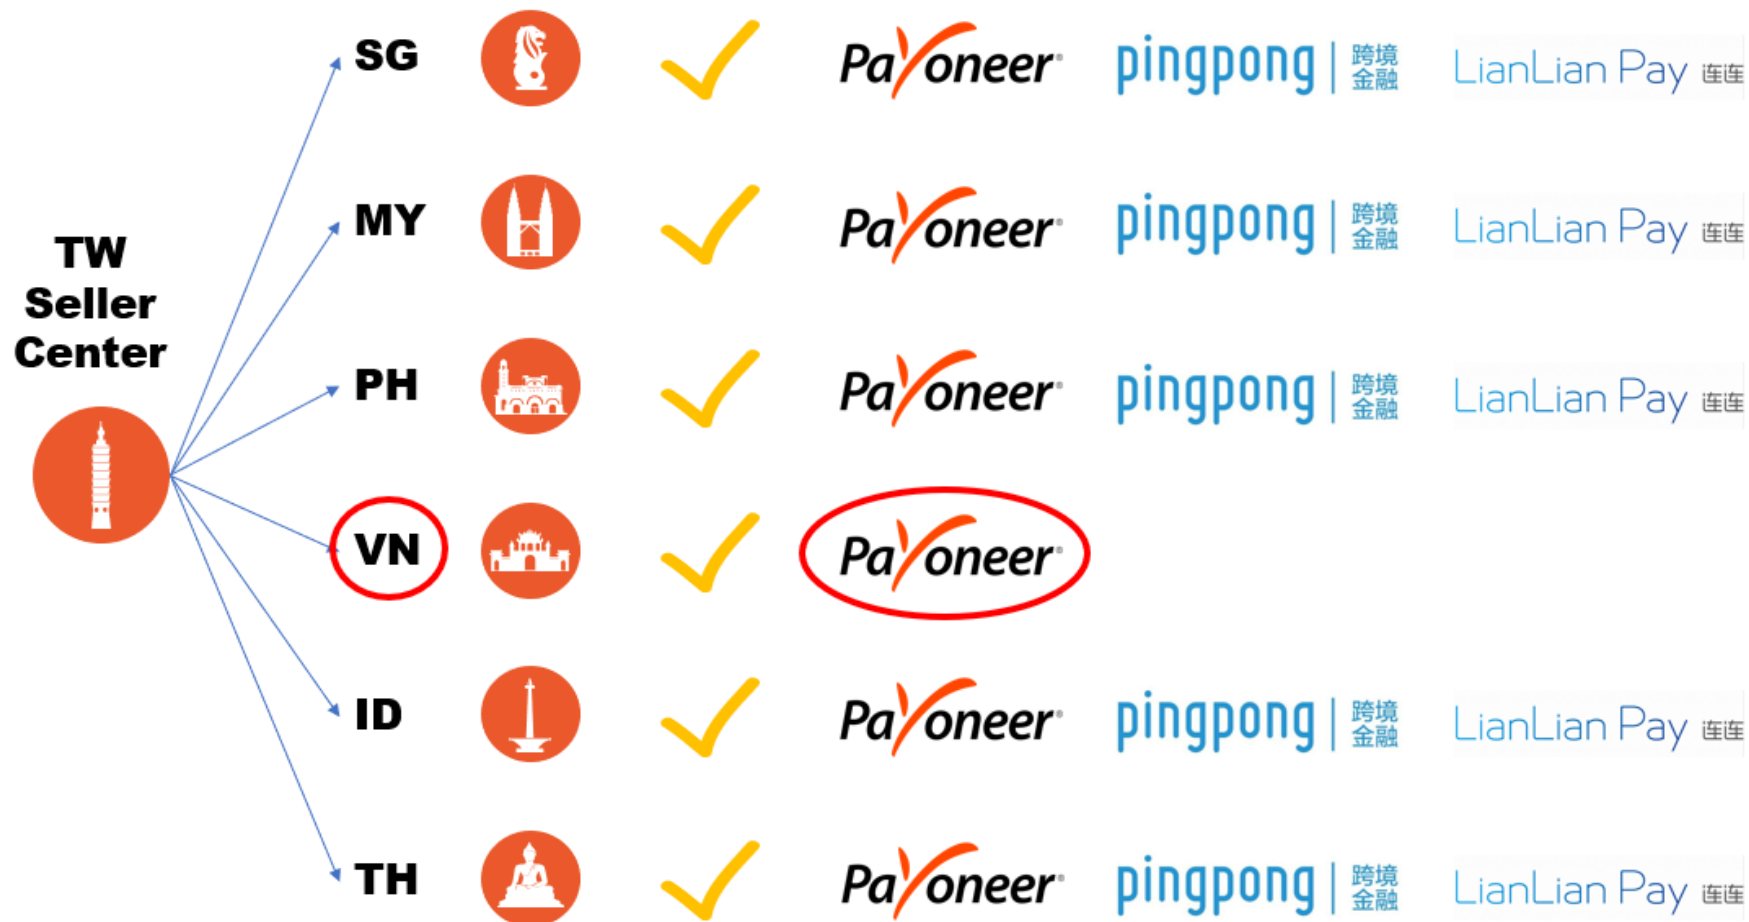 TW
Seller
Center
SG
Payoneer
pingpong
跨境
金融
LianLian Pay 连连
MY
Payoneer
pingpong
跨境
金融
LianLian Pay 连连
PH
Payoneer
pingpong
跨境
金融
LianLian Pay 连连
VN
Payoneer
ID
Payoneer
pingpong
跨境
金融
LianLian Pay 连连
TH
Payoneer
pingpong
跨境
金融
LianLian Pay 连连